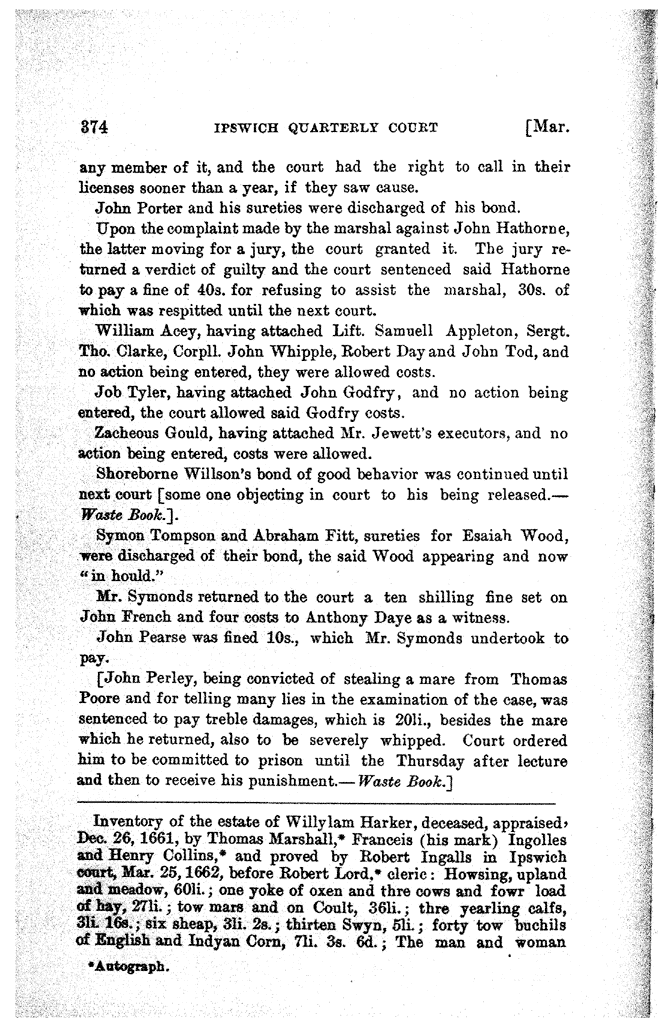 374 IPSWICH QUARTERLY COURT [Mar.
any member of it, and the court had the right to call in their
licenses sooner than a year, if they saw cause.
John Porter and his sureties were discharged of his bond.
Upon the complaint made by the marshal against John Hathorne,
the latter moving for a jury, the court granted it. The jury re-
turned a verdict of guilty and the court sentenced said Hathorne
to pay a fine of 40s. for refusing to assist the marshal, 30s. of
which was respitted until the next court.
William Acey, having attached Lift. Samuell Appleton, Sergt.
Tho. Clarke, Corpll. John Whipple, Robert Day and John Tod, and
no action being entered, they were allowed costs.
Job Tyler, having attached John Godfry, and no action being
entered, the court allowed said Godfry costs.
Zacheous Gould, having attached Mr. Jewett's executors, and no
action being entered, costs were allowed.
Shoreborne Willson's bond of good behavior was continued until
next court [some one objecting in court to his being released.—
Waste Book.].
Symon Tompson and Abraham Fitt, sureties for Esaiah Wood,
were discharged of their bond, the said Wood appearing and now
"in hould."
Mr. Symonds returned to the court a ten shilling fine set on
John French and four costs to Anthony Daye as a witness.
John Pearse was fined 10s., which Mr. Symonds undertook to
pay.
[John Perley, being convicted of stealing a mare from Thomas
Poore and for telling many lies in the examination of the case, was
sentenced to pay treble damages, which is 20li., besides the mare
which he returned, also to be severely whipped. Court ordered
him to be committed to prison until the Thursday after lecture
and then to receive his punishment.—Waste Book.]
Inventory of the estate of Willylam Harker, deceased, appraised,
Dec. 26, 1661, by Thomas Marshall,* Franceis (his mark) Ingolles
and Henry Collins,* and proved by Robert Ingalls in Ipswich
court, Mar. 25, 1662, before Robert Lord,* cleric: Howsing, upland
and meadow, 60li.; one yoke of oxen and thre cows and fowr load
of hay, 27li.; tow mars and on Coult, 36li.; thre yearling calfs,
3li. 16s.; six sheap, 3li. 2s.; thirten Swyn, 5li.; forty tow buchils
of English and Indyan Corn, 7li. 3s. 6d.; The man and woman
*Autograph.